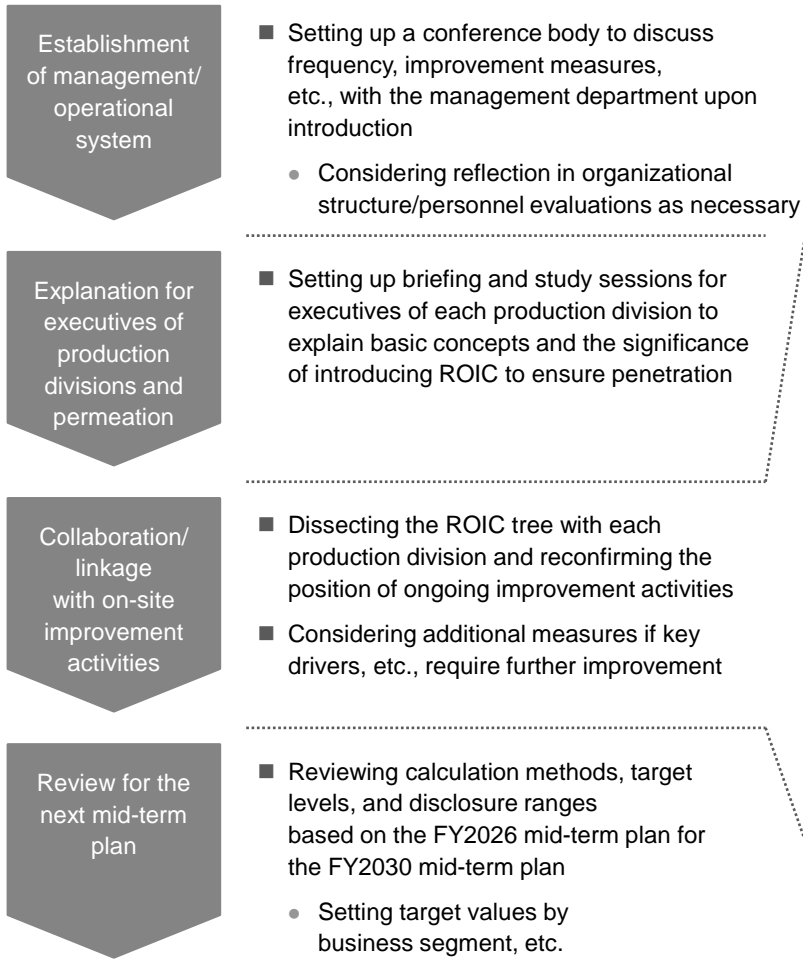 Establishment
of management/
operational
system
■ Setting up a conference body to discuss
frequency, improvement measures,
etc., with the management department upon
introduction
● Considering reflection in organizational
structure/personnel evaluations as necessary
Explanation for
executives of
production
divisions and
permeation
■ Setting up briefing and study sessions for
executives of each production division to
explain basic concepts and the significance
of introducing ROIC to ensure penetration
Collaboration/
linkage
with on-site
improvement
activities
■ Dissecting the ROIC tree with each
production division and reconfirming the
position of ongoing improvement activities
■ Considering additional measures if key
drivers, etc., require further improvement
Review for the
next mid-term
plan
■ Reviewing calculation methods, target
levels, and disclosure ranges
based on the FY2026 mid-term plan for
the FY2030 mid-term plan
● Setting target values by
business segment, etc.